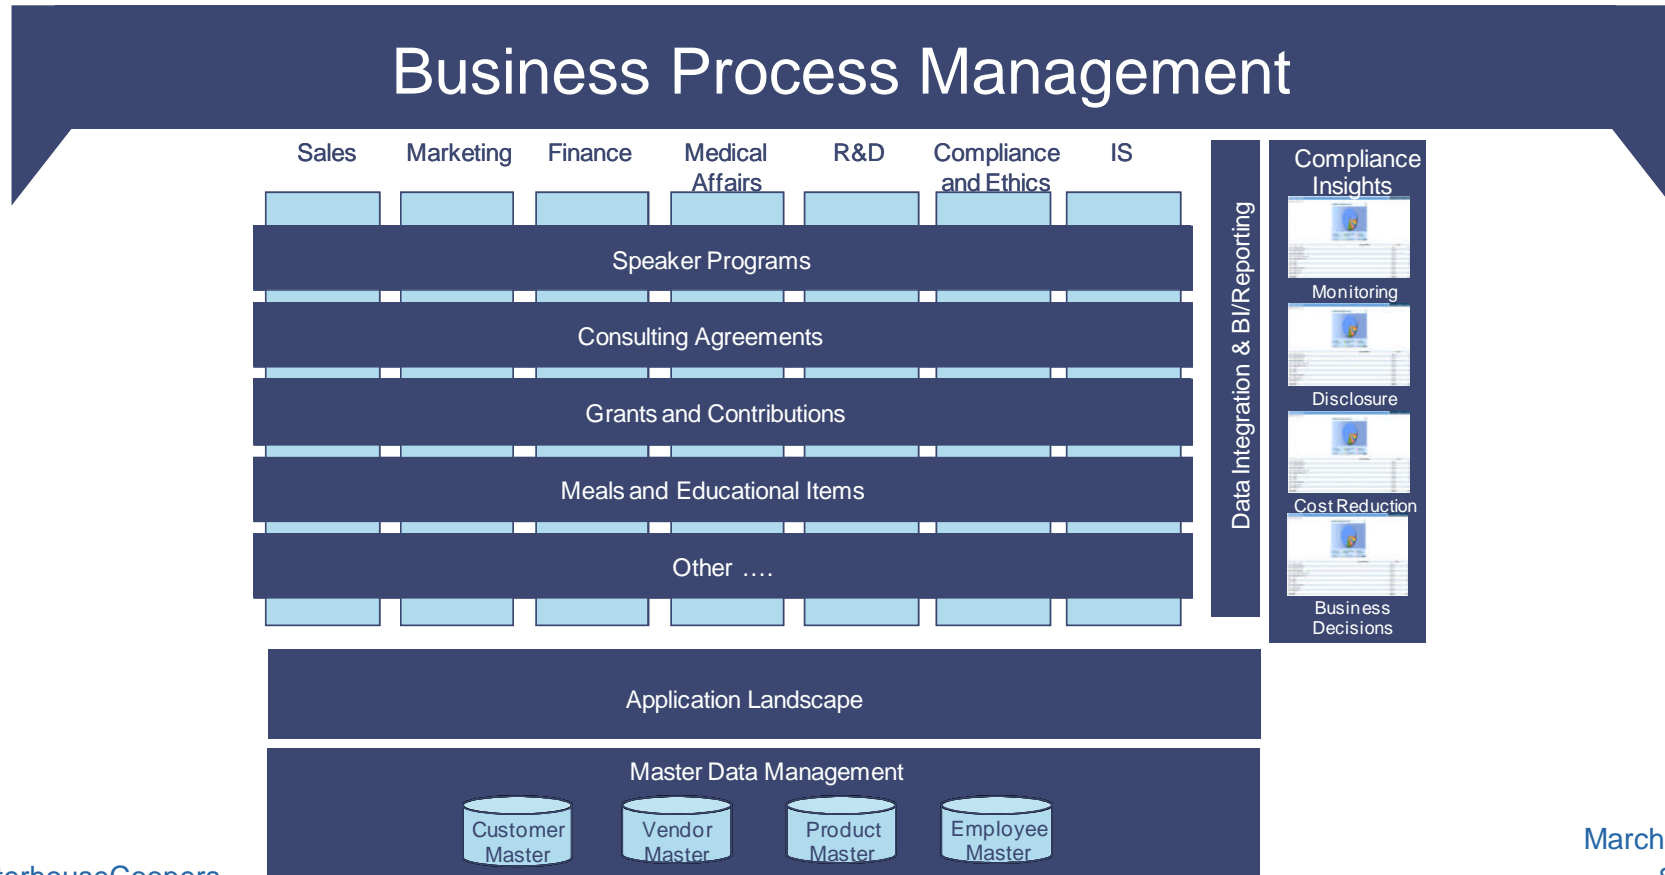 Business Process Management
Sales
Marketing
Finance
Medical
Affairs
R&D
Compliance
and Ethics
IS
Speaker Programs
Consulting Agreements
Grants and Contributions
Meals and Educational Items
Other ….
Data Integration & BI/Reporting
Compliance
Insights
Monitoring
Disclosure
Cost Reduction
Business
Decisions
Application Landscape
Master Data Management
Customer
Master
Vendor
Master
Product
Master
Employee
Master
March